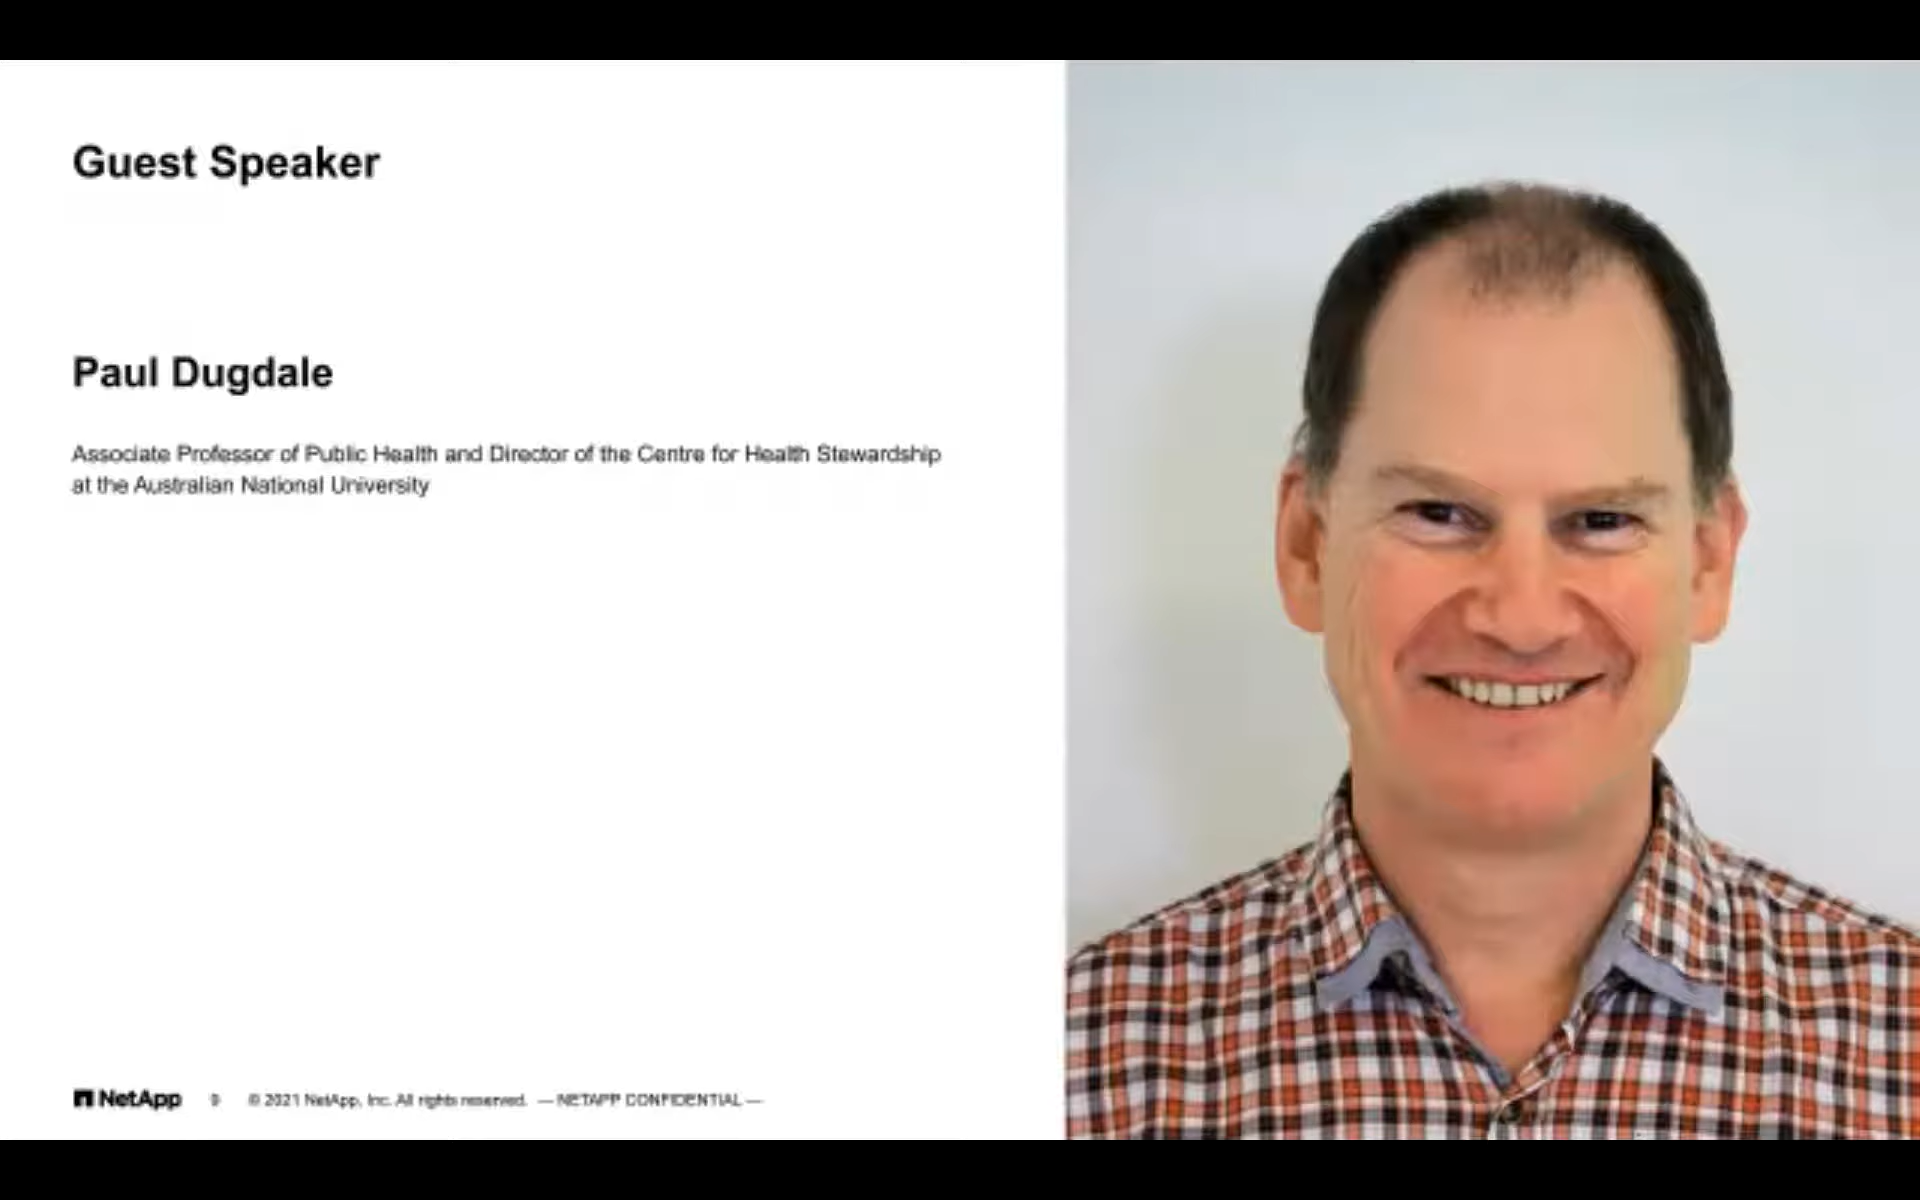 Guest Speaker
Paul Dugdale
Associate Professor of Public Health and Director of the Centre for Health Stewardship
at the Australian National University
NetApp 9 © 2021 NetApp, Inc. All rights reserved. — NETAPP CONFIDENTIAL —